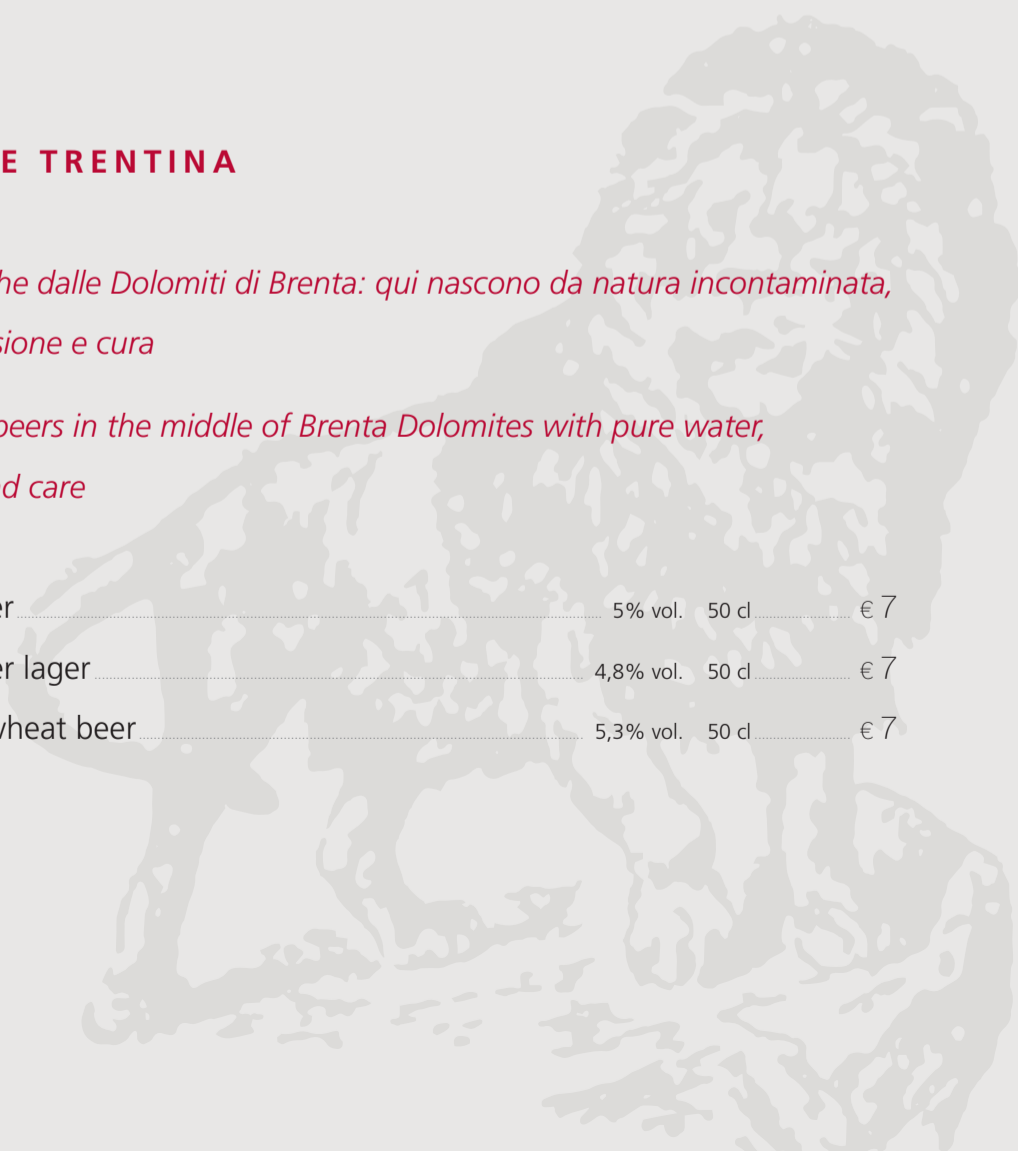 E TRENTINA
he dalle Dolomiti di Brenta: qui nascono da natura incontaminata,
sione e cura
beers in the middle of Brenta Dolomites with pure water,
nd care
er 5% vol. 50 cl € 7
er lager 4,8% vol. 50 cl € 7
wheat beer 5,3% vol. 50 cl € 7